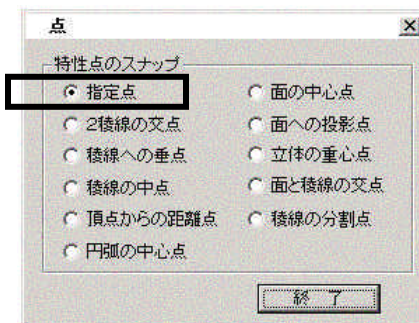 点
特性点のスナップ
指定点
2稜線の交点
稜線への垂点
稜線の中点
頂点からの距離点
円弧の中心点
面の中心点
面への投影点
立体の重心点
面と稜線の交点
稜線の分割点
終 了